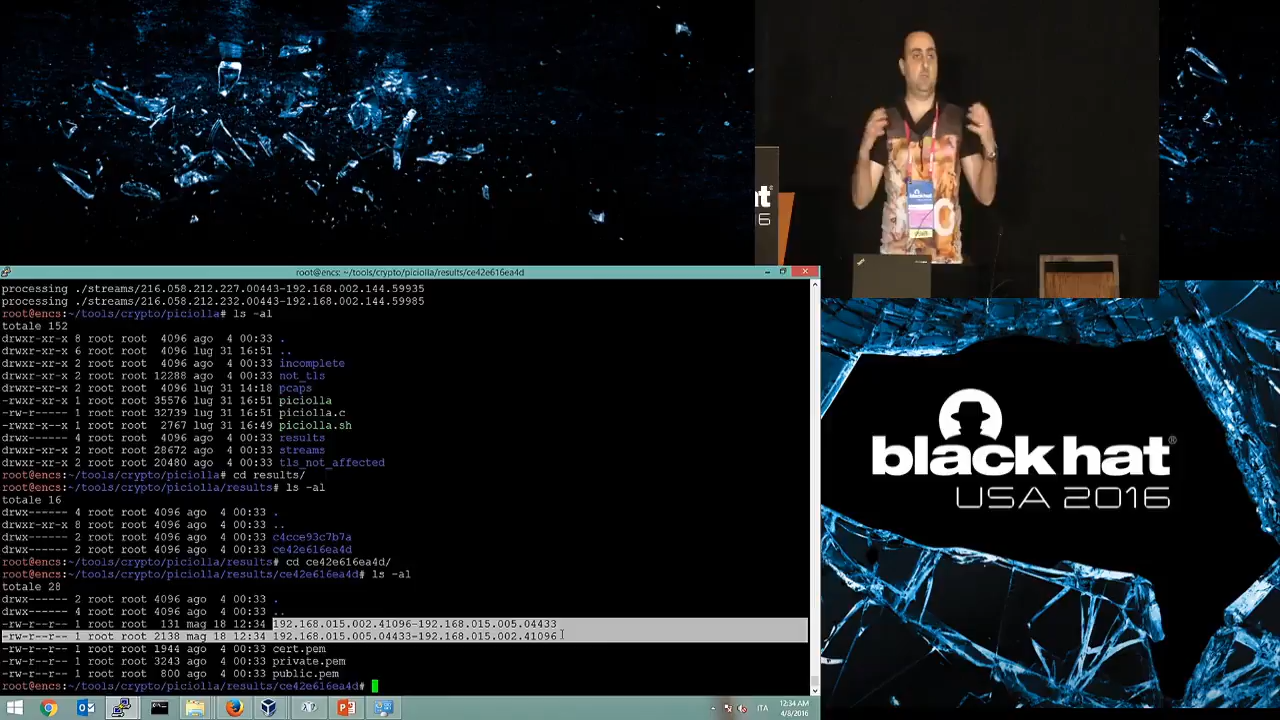 hat
16
black hat
USA 2016
root@encs: ~/tools/crypto/piciolla/results/ce42e616ea4d
processing ./streams/216.058.212.227.00443-192.168.002.144.59935
processing ./streams/216.058.212.232.00443-192.168.002.144.59985
root@encs:~/tools/crypto/piciolla# ls -al
totale 152
drwxr-xr-x 8 root root 4096 ago 4 00:33 .
drwxr-xr-x 6 root root 4096 lug 31 16:51 ..
drwxr-xr-x 2 root root 4096 ago 4 00:33 incomplete
drwxr-xr-x 2 root root 12288 ago 4 00:33 not_tls
drwxr-xr-x 2 root root 4096 lug 31 14:18 pcaps
-rwxr-xr-x 1 root root 35576 lug 31 16:51 piciolla
-rw-r----- 1 root root 32739 lug 31 16:51 piciolla.c
-rwxr-xr-x 1 root root 2767 lug 31 16:49 piciolla.sh
drwx------ 4 root root 4096 ago 4 00:33 results
drwxr-xr-x 2 root root 28672 ago 4 00:33 streams
drwxr-xr-x 2 root root 20480 ago 4 00:33 tls_not_affected
root@encs:~/tools/crypto/piciolla# cd results/
root@encs:~/tools/crypto/piciolla/results# ls -al
totale 16
drwx------ 4 root root 4096 ago 4 00:33 .
drwxr-xr-x 8 root root 4096 ago 4 00:33 ..
drwx------ 2 root root 4096 ago 4 00:33 c4cce93c7b7a
drwx------ 2 root root 4096 ago 4 00:33 ce42e616ea4d
root@encs:~/tools/crypto/piciolla/results# cd ce42e616ea4d/
root@encs:~/tools/crypto/piciolla/results/ce42e616ea4d# ls -al
totale 28
drwx------ 2 root root 4096 ago 4 00:33 .
drwx------ 4 root root 4096 ago 4 00:33 ..
-rw-r--r-- 1 root root 131 mag 18 12:34 192.168.015.002.41096-192.168.015.005.04433
-rw-r--r-- 1 root root 2138 mag 18 12:34 192.168.015.005.04433-192.168.015.002.41096
-rw-r--r-- 1 root root 1944 ago 4 00:33 cert.pem
-rw-r--r-- 1 root root 3243 ago 4 00:33 private.pem
-rw-r--r-- 1 root root 800 ago 4 00:33 public.pem
root@encs:~/tools/crypto/piciolla/results/ce42e616ea4d#
ITA
12:34 AM
4/8/2016
black hat®
USA 2016